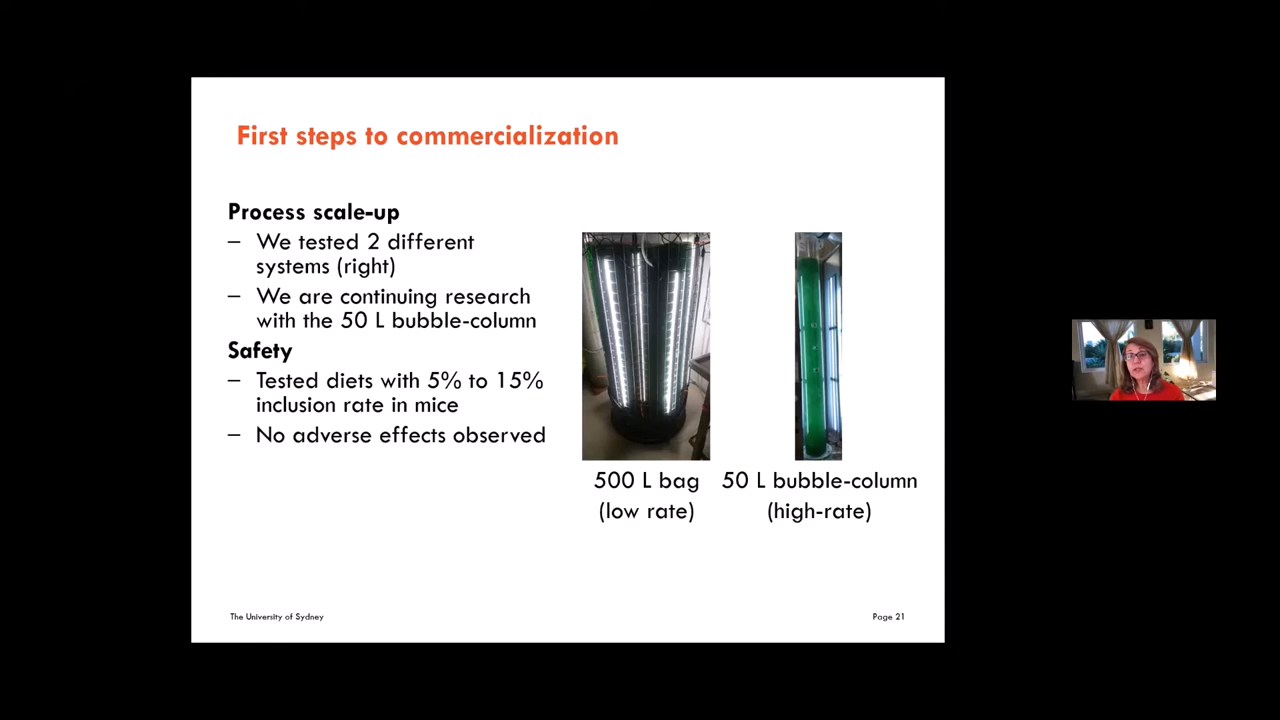 First steps to commercialization
Process scale-up
– We tested 2 different
systems (right)
– We are continuing research
with the 50 L bubble-column
Safety
– Tested diets with 5% to 15%
inclusion rate in mice
– No adverse effects observed
500 L bag
(low rate)
50 L bubble-column
(high-rate)
The University of Sydney
Page 21